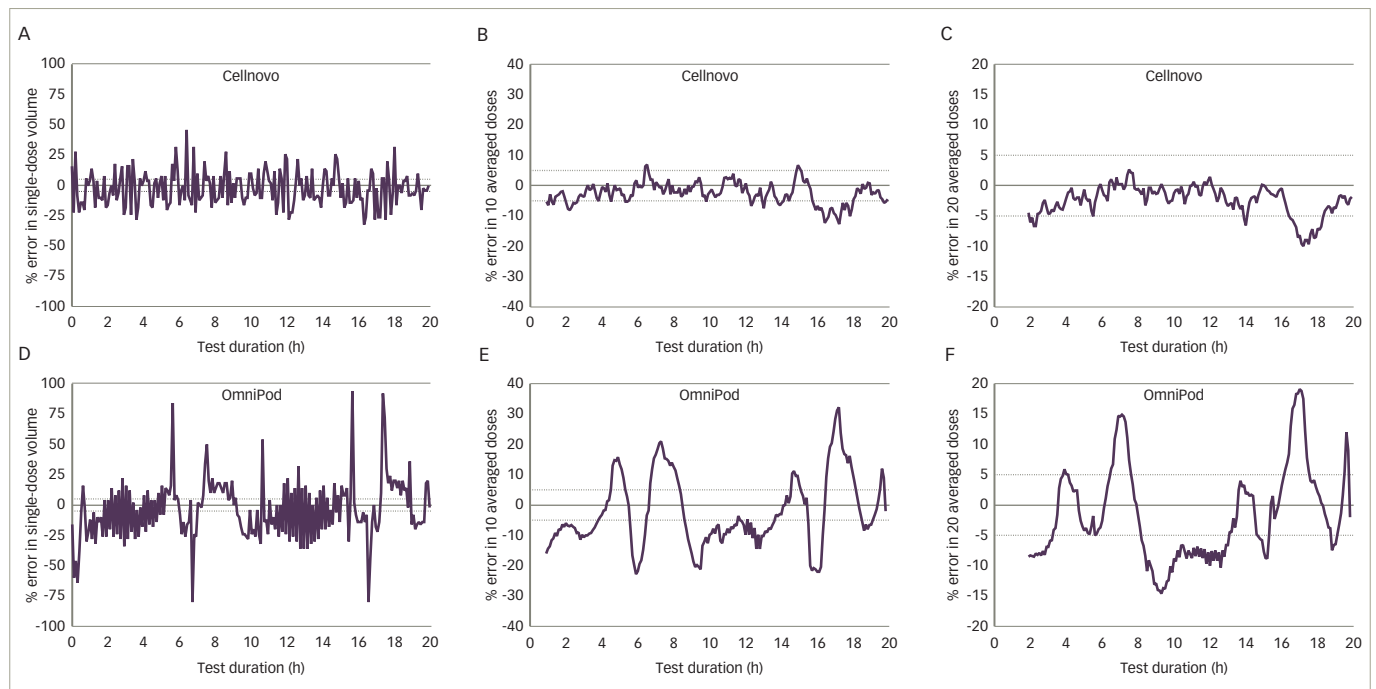 A
Cellnovo
% error in single-dose volume
100
75
50
25
0
-25
-50
-75
-100
0 2 4 6 8 10 12 14 16 18 20
Test duration (h)
B
Cellnovo
% error in 10 averaged doses
40
30
20
10
0
-10
-20
-30
-40
0 2 4 6 8 10 12 14 16 18 20
Test duration (h)
C
Cellnovo
% error in 20 averaged doses
20
15
10
5
0
-5
-10
-15
-20
0 2 4 6 8 10 12 14 16 18 20
Test duration (h)
D
OmniPod
% error in single-dose volume
100
75
50
25
0
-25
-50
-75
-100
0 2 4 6 8 10 12 14 16 18 20
Test duration (h)
E
OmniPod
% error in 10 averaged doses
40
30
20
10
0
-10
-20
-30
-40
0 2 4 6 8 10 12 14 16 18 20
Test duration (h)
F
OmniPod
% error in 20 averaged doses
20
15
10
5
0
-5
-10
-15
-20
0 2 4 6 8 10 12 14 16 18 20
Test duration (h)